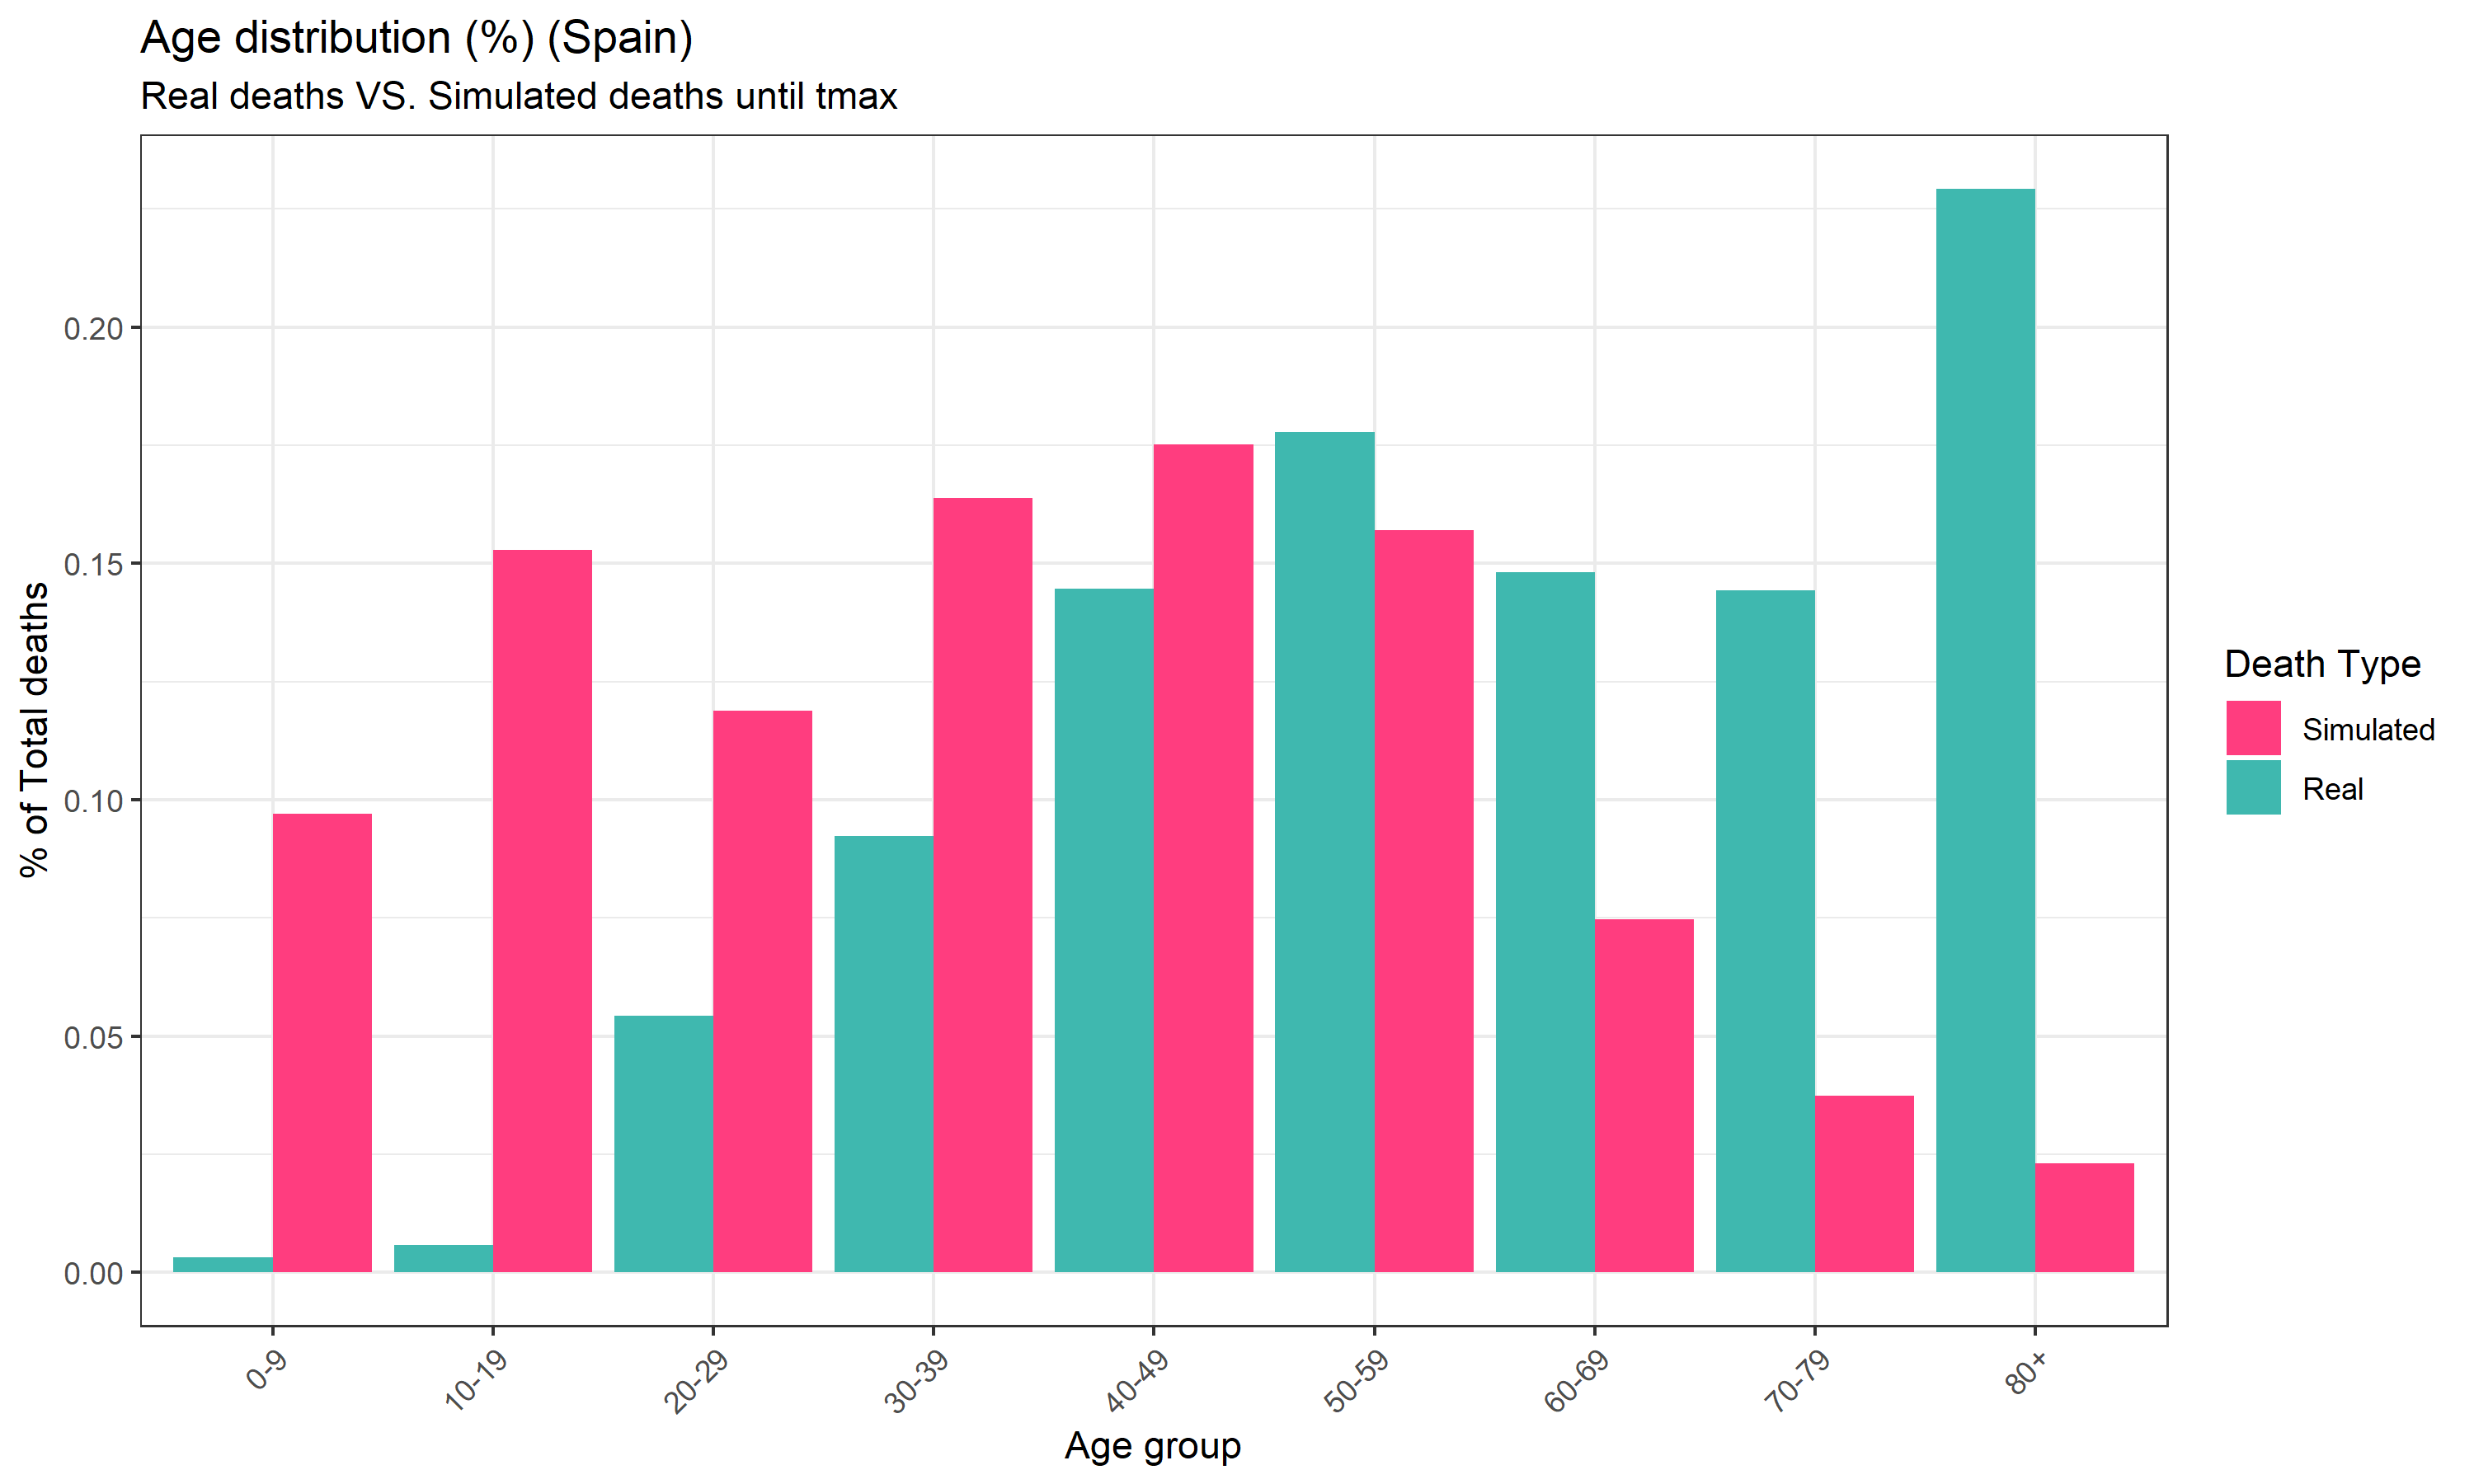 Age distribution (%) (Spain)
Real deaths VS. Simulated deaths until tmax
% of Total deaths
0.20
0.15
0.10
0.05
0.00
0-9
10-19
20-29
30-39
40-49
50-59
60-69
70-79
80+
Age group
Death Type
Simulated
Real